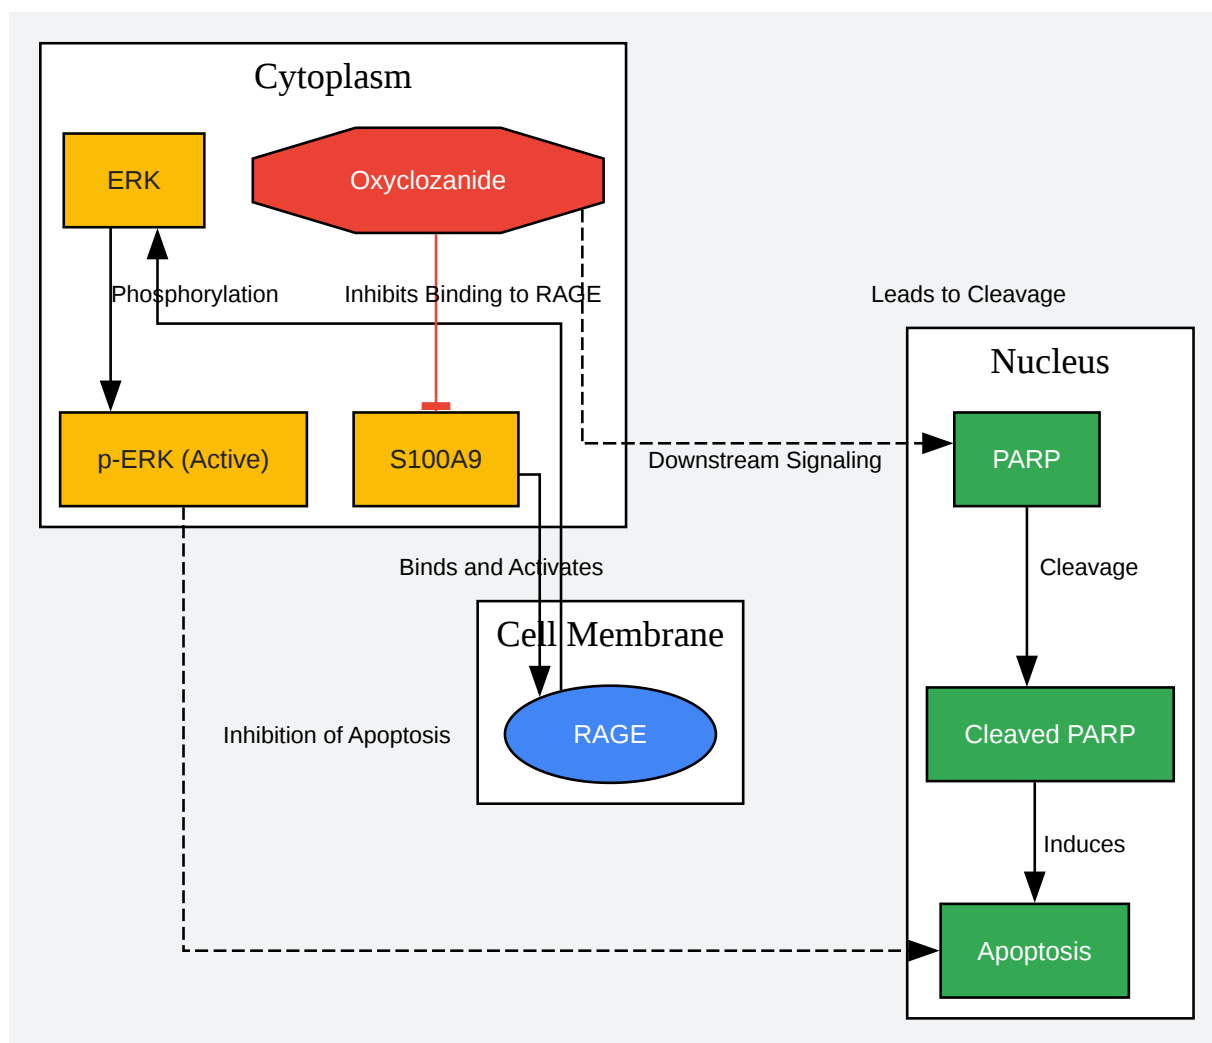 Cytoplasm
ERK
Oxyclozanide
Phosphorylation
Inhibits Binding to RAGE
Leads to Cleavage
Nucleus
p-ERK (Active)
S100A9
Downstream Signaling
PARP
Binds and Activates
Cleavage
Cell Membrane
Inhibition of Apoptosis
RAGE
Cleaved PARP
Induces
Apoptosis